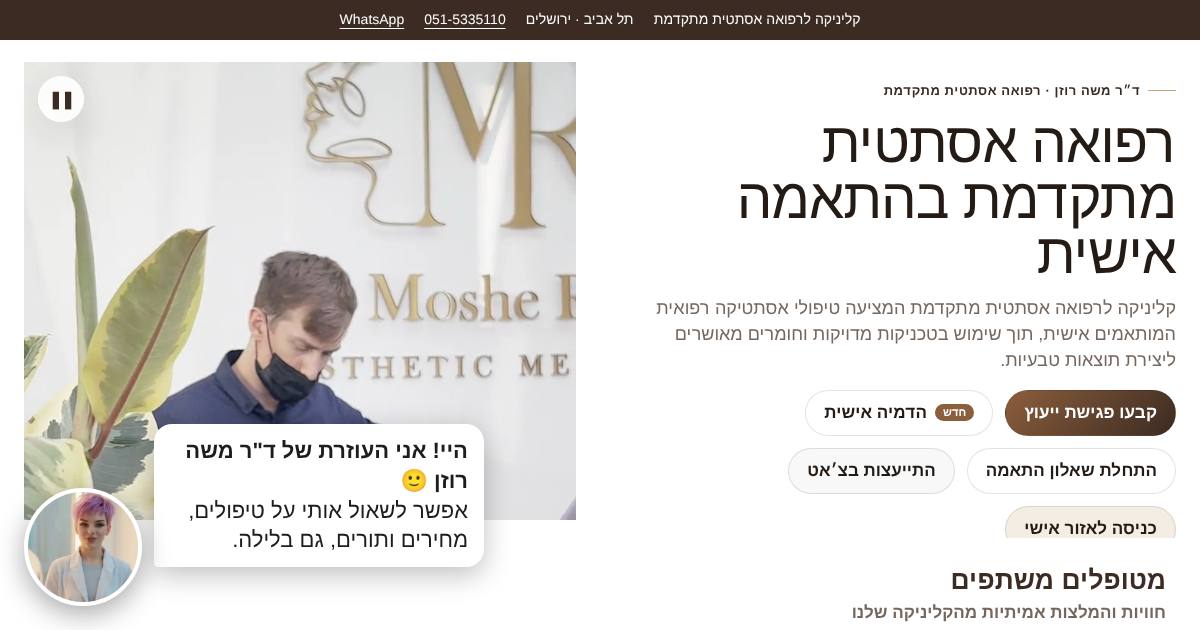 קליניקה לרפואה אסתטית מתקדמת תל אביב · ירושלים 051-5335110 WhatsApp
ד״ר משה רוזן · רפואה אסתטית מתקדמת
רפואה אסתטית
מתקדמת בהתאמה
אישית
קליניקה לרפואה אסתטית מתקדמת המציעה טיפולי אסתטיקה רפואית
המותאמים אישית, תוך שימוש בטכניקות מדויקות וחומרים מאושרים
ליצירת תוצאות טבעיות.
קבעו פגישת ייעוץ
חדש הדמיה אישית
התחלת שאלון התאמה
התייעצות בצ׳אט
כניסה לאזור אישי
מטופלים משתפים
חוויות והמלצות אמיתיות מהקליניקה שלנו
MR
Moshe
STHETIC ME
היי! אני העוזרת של ד"ר משה
רוזן 🙂
אפשר לשאול אותי על טיפולים,
מחירים ותורים, גם בלילה.